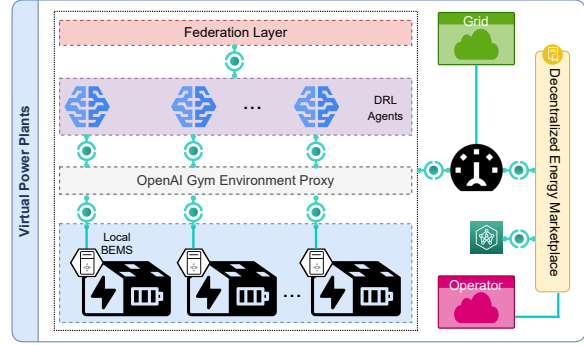 Virtual Power Plants
Federation Layer
...
DRL
Agents
OpenAI Gym Environment Proxy
Local
BEMS
...
Grid
Decentralized Energy Marketplace
Operator